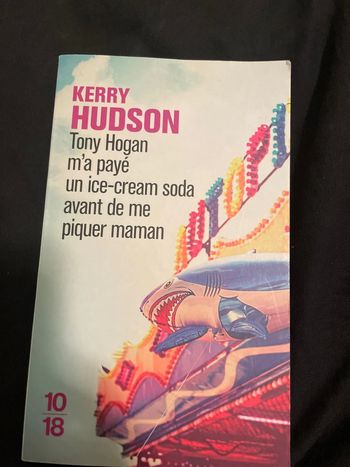 KERRY
HUDSON
Tony Hogan
m'a payé
un ice-cream soda
avant de me
piquer maman
10
18